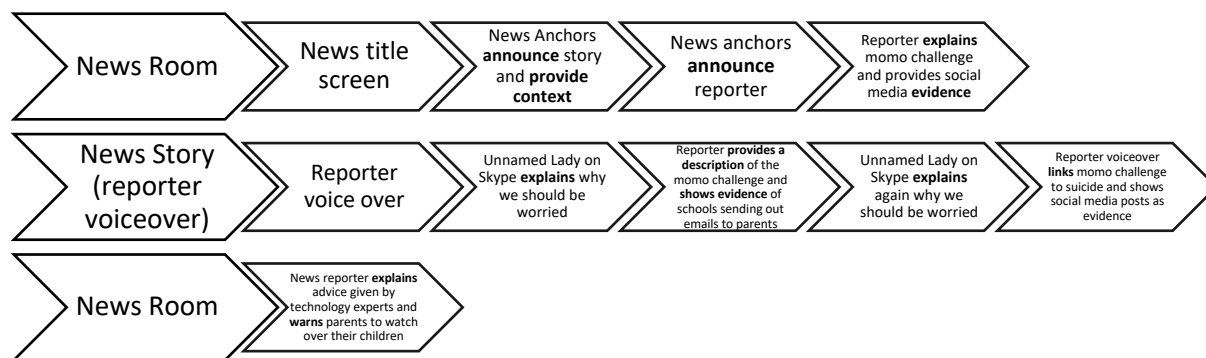 News Room
News title
screen
News Anchors
announce story
and provide
context
News anchors
announce
reporter
Reporter explains
momo challenge
and provides social
media evidence
News Story
(reporter
voiceover)
Reporter
voice over
Unnamed Lady on
Skype explains why
we should be
worried
Reporter provides a
description of the
momo challenge and
shows evidence of
schools sending out
emails to parents
Unnamed Lady on
Skype explains
again why we
should be worried
Reporter voiceover
links momo challenge
to suicide and shows
social media posts as
evidence
News Room
News reporter explains
advice given by
technology experts and
warns parents to watch
over their children